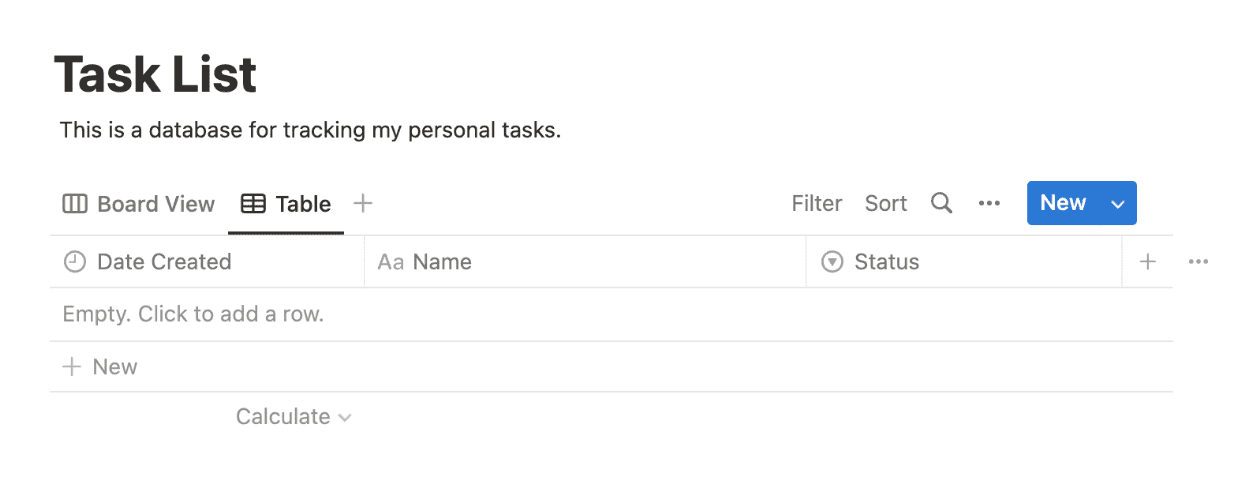 Task List
This is a database for tracking my personal tasks.
Board View Table Filter Sort New
Date Created Aa Name Status
Empty. Click to add a row.
New
Calculate